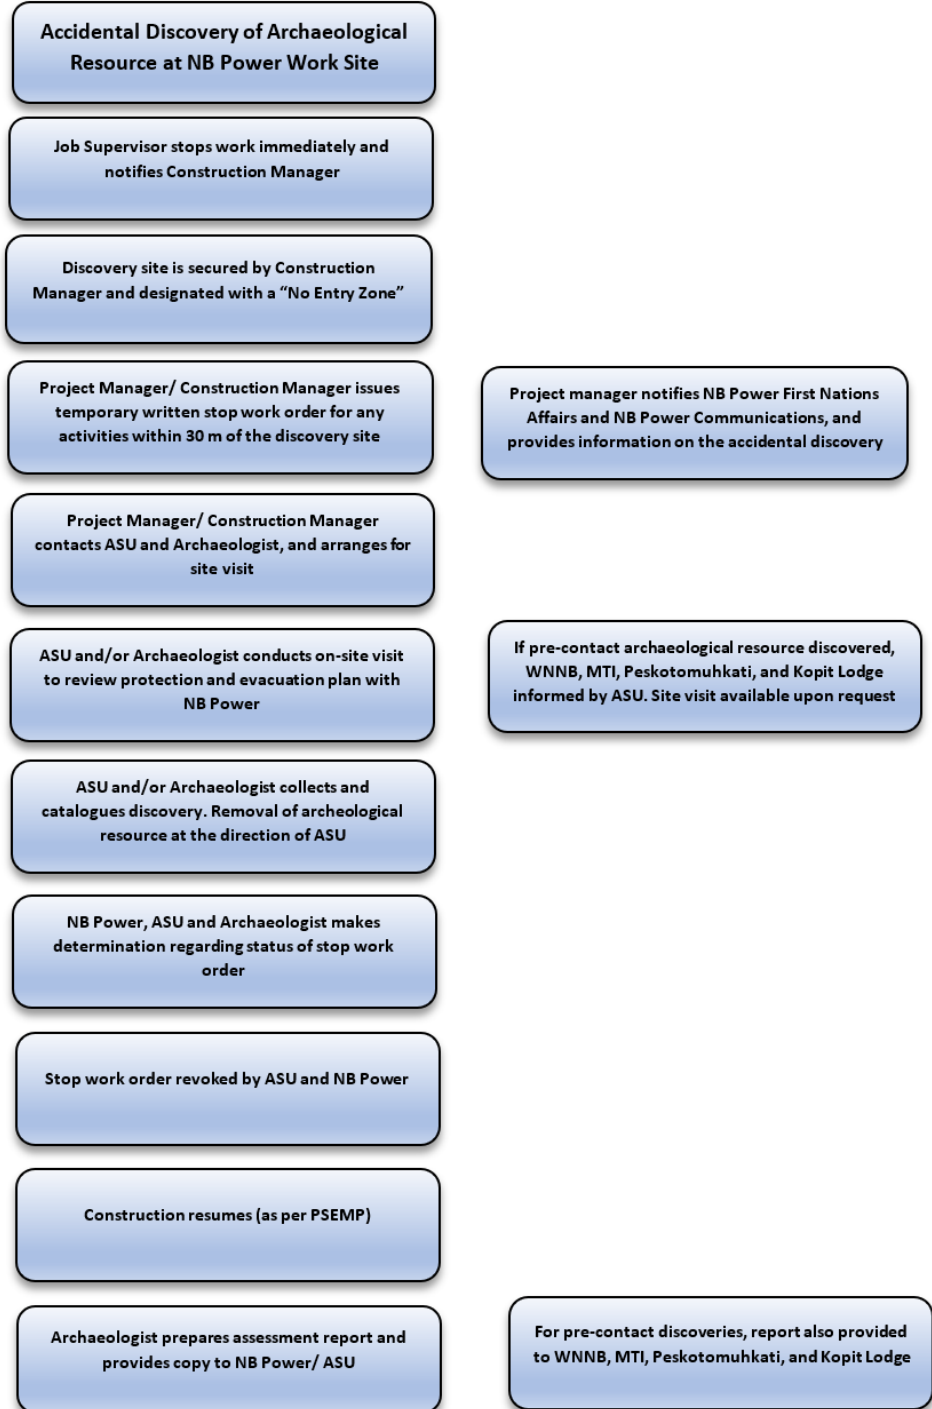 Accidental Discovery of Archaeological
Resource at NB Power Work Site
Job Supervisor stops work immediately and
notifies Construction Manager
Discovery site is secured by Construction
Manager and designated with a “No Entry Zone”
Project Manager/ Construction Manager issues
temporary written stop work order for any
activities within 30 m of the discovery site
Project manager notifies NB Power First Nations
Affairs and NB Power Communications, and
provides information on the accidental discovery
Project Manager/ Construction Manager
contacts ASU and Archaeologist, and arranges for
site visit
ASU and/or Archaeologist conducts on-site visit
to review protection and evacuation plan with
NB Power
If pre-contact archaeological resource discovered,
WNNB, MTI, Peskotomuhkati, and Kopit Lodge
informed by ASU. Site visit available upon request
ASU and/or Archaeologist collects and
catalogues discovery. Removal of archeological
resource at the direction of ASU
NB Power, ASU and Archaeologist makes
determination regarding status of stop work
order
Stop work order revoked by ASU and NB Power
Construction resumes (as per PSEMP)
Archaeologist prepares assessment report and
provides copy to NB Power/ ASU
For pre-contact discoveries, report also provided
to WNNB, MTI, Peskotomuhkati, and Kopit Lodge